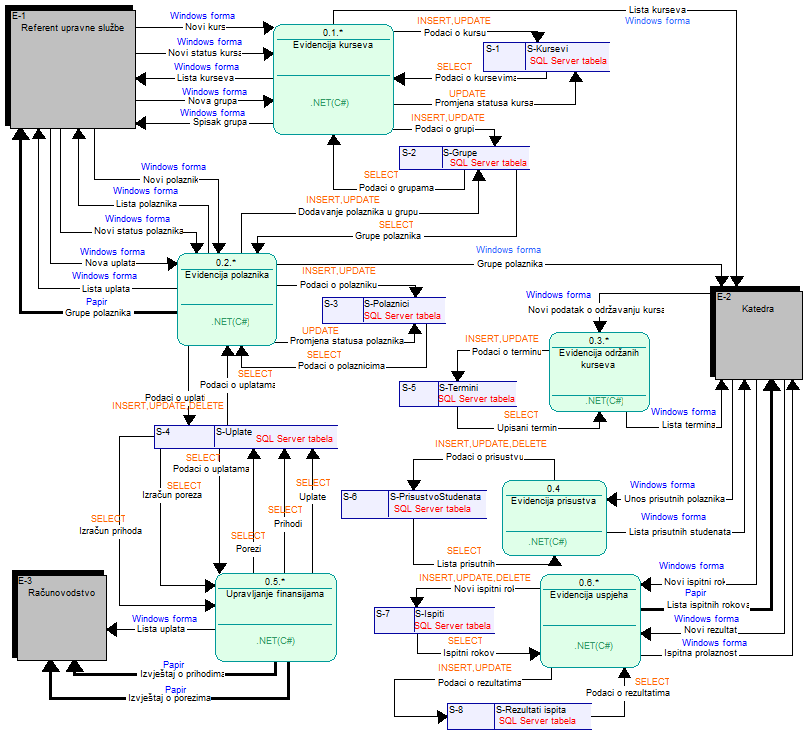 E-1
Referent upravne službe
Windows forma
Novi kurs
Windows forma
Novi status kursa
Windows forma
Lista kurseva
Windows forma
Nova grupa
Windows forma
Spisak grupa
0.1.*
Evidencija kurseva
.NET(C#)
Lista kurseva
Windows forma
INSERT,UPDATE
Podaci o kursu
S-1
S-Kursevi
SQL Server tabela
SELECT
Podaci o kursevima
UPDATE
Promjena statusa kursa
INSERT,UPDATE
Podaci o grupi
S-2
S-Grupe
SQL Server tabela
SELECT
Podaci o grupama
Windows forma
Novi polaznik
Windows forma
Lista polaznika
Windows forma
Novi status polaznika
Windows forma
Nova uplata
Windows forma
Lista uplata
Papir
Grupe polaznika
INSERT,UPDATE
Dodavanje polaznika u grupu
SELECT
Grupe polaznika
Windows forma
Grupe polaznika
0.2.*
Evidencija polaznika
.NET(C#)
INSERT,UPDATE
Podaci o polazniku
S-3
S-Polaznici
SQL Server tabela
UPDATE
Promjena statusa polaznika
SELECT
Podaci o polaznicima
E-2
Katedra
Windows forma
Novi podatak o održavanju kursa
0.3.*
Evidencija održanih
kurseva
.NET(C#)
INSERT,UPDATE
Podaci o terminu
S-5
S-Termini
SQL Server tabela
SELECT
Upisani termin
Windows forma
Lista termina
SELECT
Podaci o uplatama
Podaci o uplati
INSERT,UPDATE,DELETE
S-4
S-Uplate
SQL Server tabela
SELECT
Podaci o uplatama
SELECT
Izračun poreza
SELECT
Izračun prihoda
SELECT
Uplate
SELECT
Prihodi
SELECT
Porezi
INSERT,UPDATE,DELETE
Podaci o prisustvu
S-6
S-PrisustvoStudenata
SQL Server tabela
SELECT
Lista prisutnih
0.4
Evidencija prisustva
.NET(C#)
Windows forma
Unos prisutnih polaznika
Windows forma
Lista prisutnih studenata
E-3
Računovodstvo
Windows forma
Lista uplata
0.5.*
Upravljanje finansijama
.NET(C#)
Papir
Izvještaj o prihodima
Papir
Izvještaj o porezima
INSERT,UPDATE,DELETE
Novi ispitni rok
S-7
S-Ispiti
SQL Server tabela
SELECT
Ispitni rokovi
0.6.*
Evidencija uspjeha
.NET(C#)
Windows forma
Novi ispitni rok
Papir
Lista ispitnih rokova
Windows forma
Novi rezultat
Windows forma
Ispitna prolaznost
INSERT,UPDATE
Podaci o rezultatima
SELECT
Podaci o rezultatima
S-8
S-Rezultati ispita
SQL Server tabela